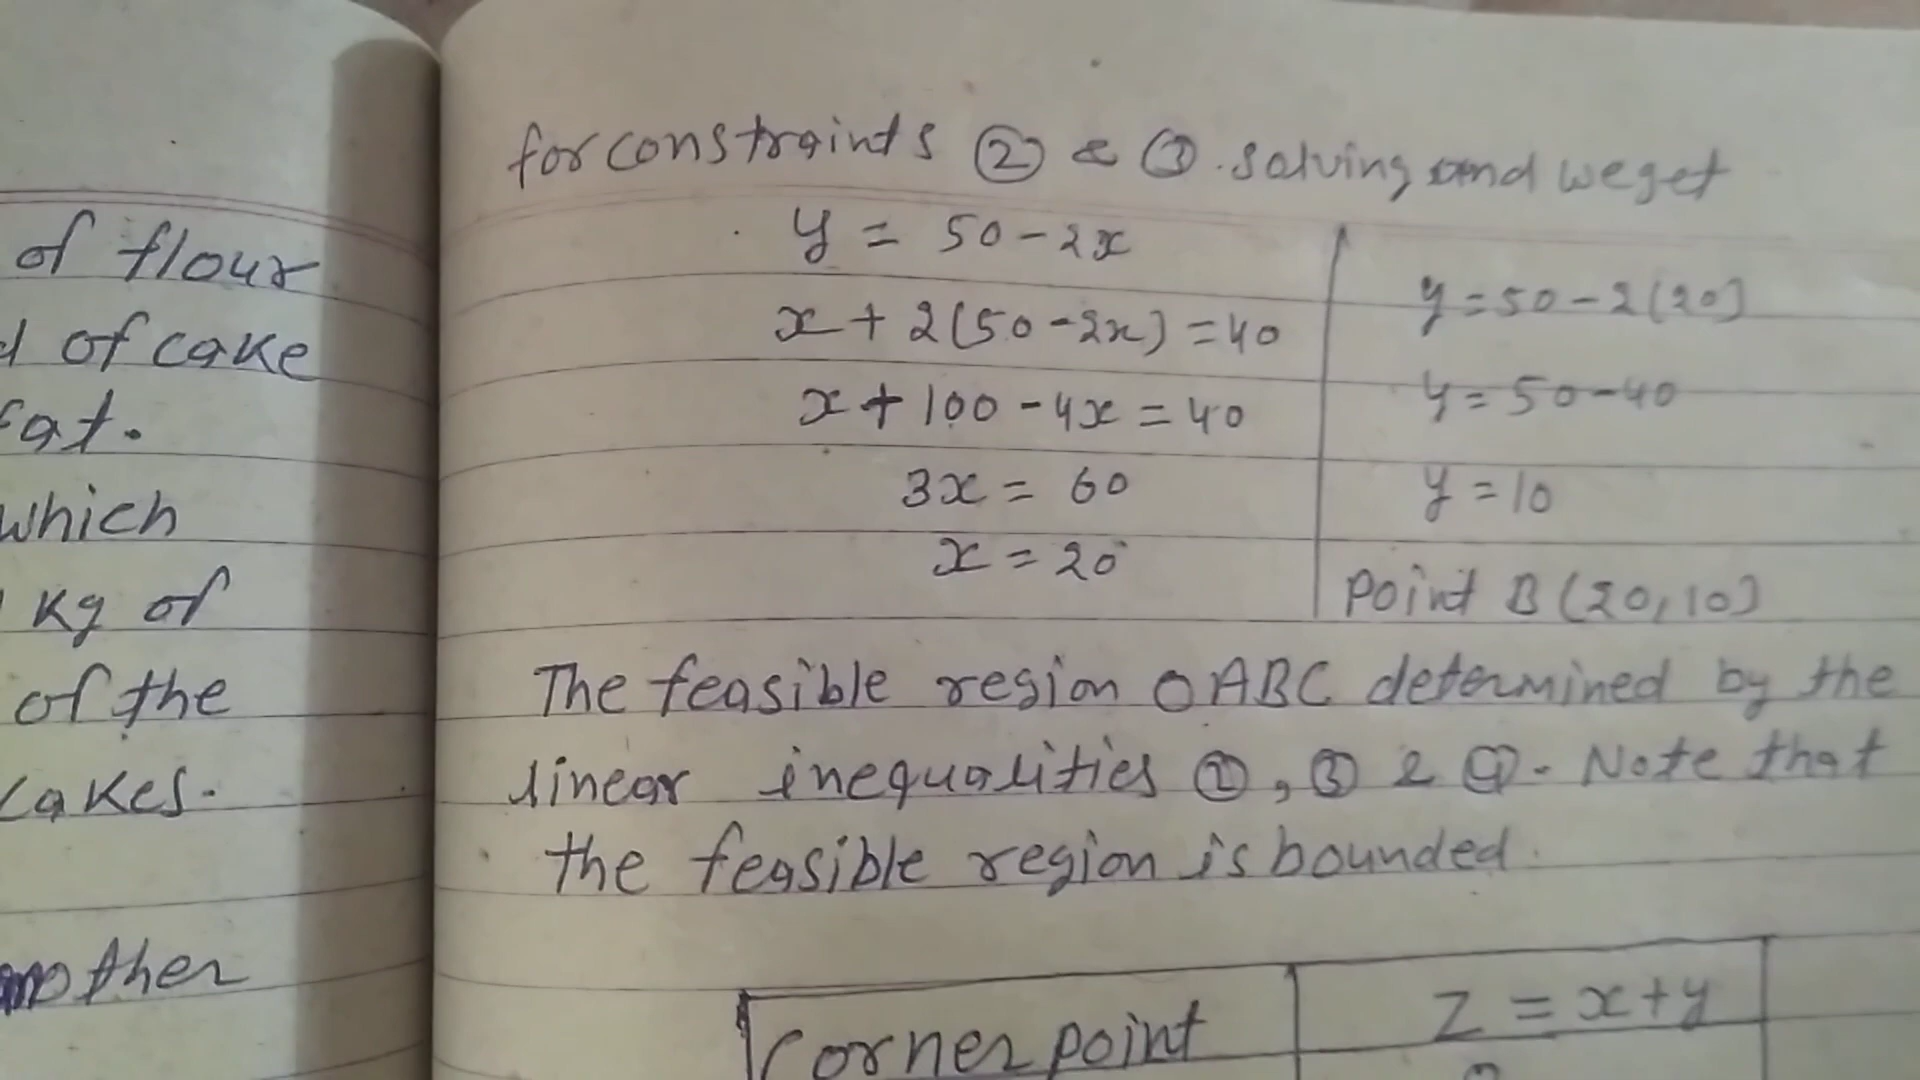 of flour
of cake
fat.
which
kg of
of the
cakes.
mother
for constraints ② & ③. solving and we get
y = 50 - 2x
x + 2(50 - 2x) = 40
x + 100 - 4x = 40
3x = 60
x = 20
y = 50 - 2(20)
y = 50 - 40
y = 10
Point B (20,10)
The feasible region OABC determined by the
linear inequalities ②, ③ & ④. Note that
the feasible region is bounded.
Corner point Z = x + y